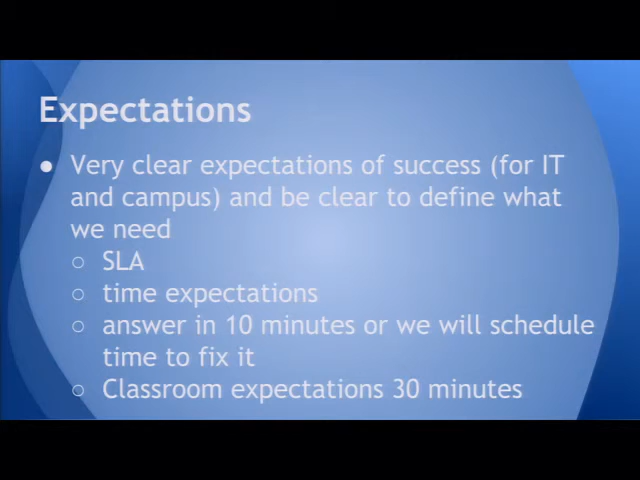 Expectations
● Very clear expectations of success (for IT
and campus) and be clear to define what
we need
○ SLA
○ time expectations
○ answer in 10 minutes or we will schedule
time to fix it
○ Classroom expectations 30 minutes